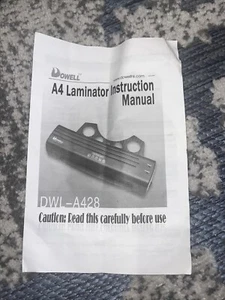 DOWELL
A4 Laminator Instruction
Manual
DWL-A428
Caution: Read this carefully before use